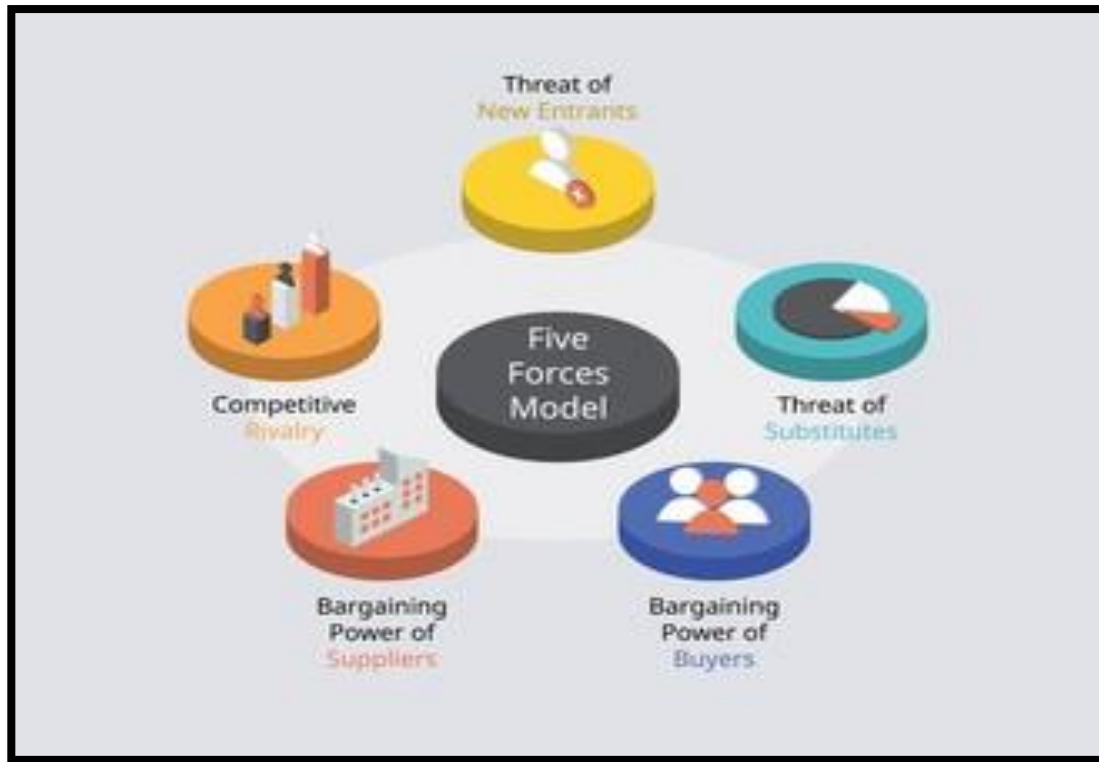 Threat of
New Entrants
Five
Forces
Model
Competitive
Rivalry
Threat of
Substitutes
Bargaining
Power of
Suppliers
Bargaining
Power of
Buyers